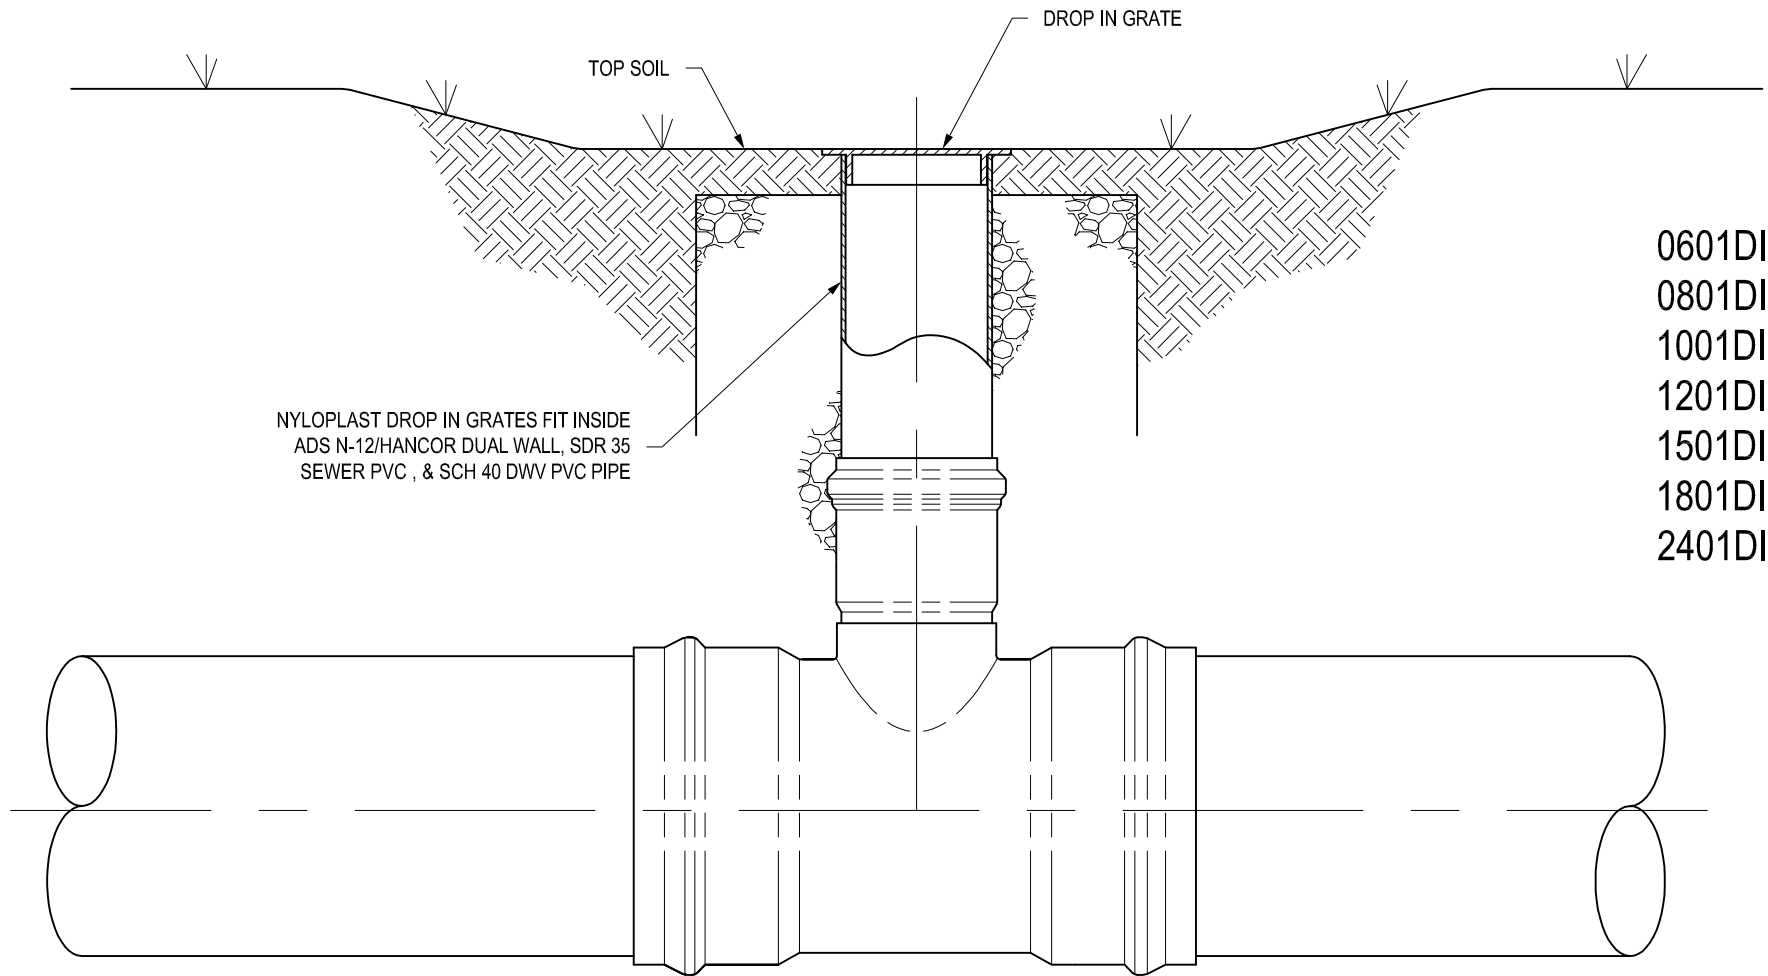 DROP IN GRATE
TOP SOIL
NYLOPLAST DROP IN GRATES FIT INSIDE
ADS N-12/HANCOR DUAL WALL, SDR 35
SEWER PVC , & SCH 40 DWV PVC PIPE
0601DI
0801DI
1001DI
1201DI
1501DI
1801DI
2401DI